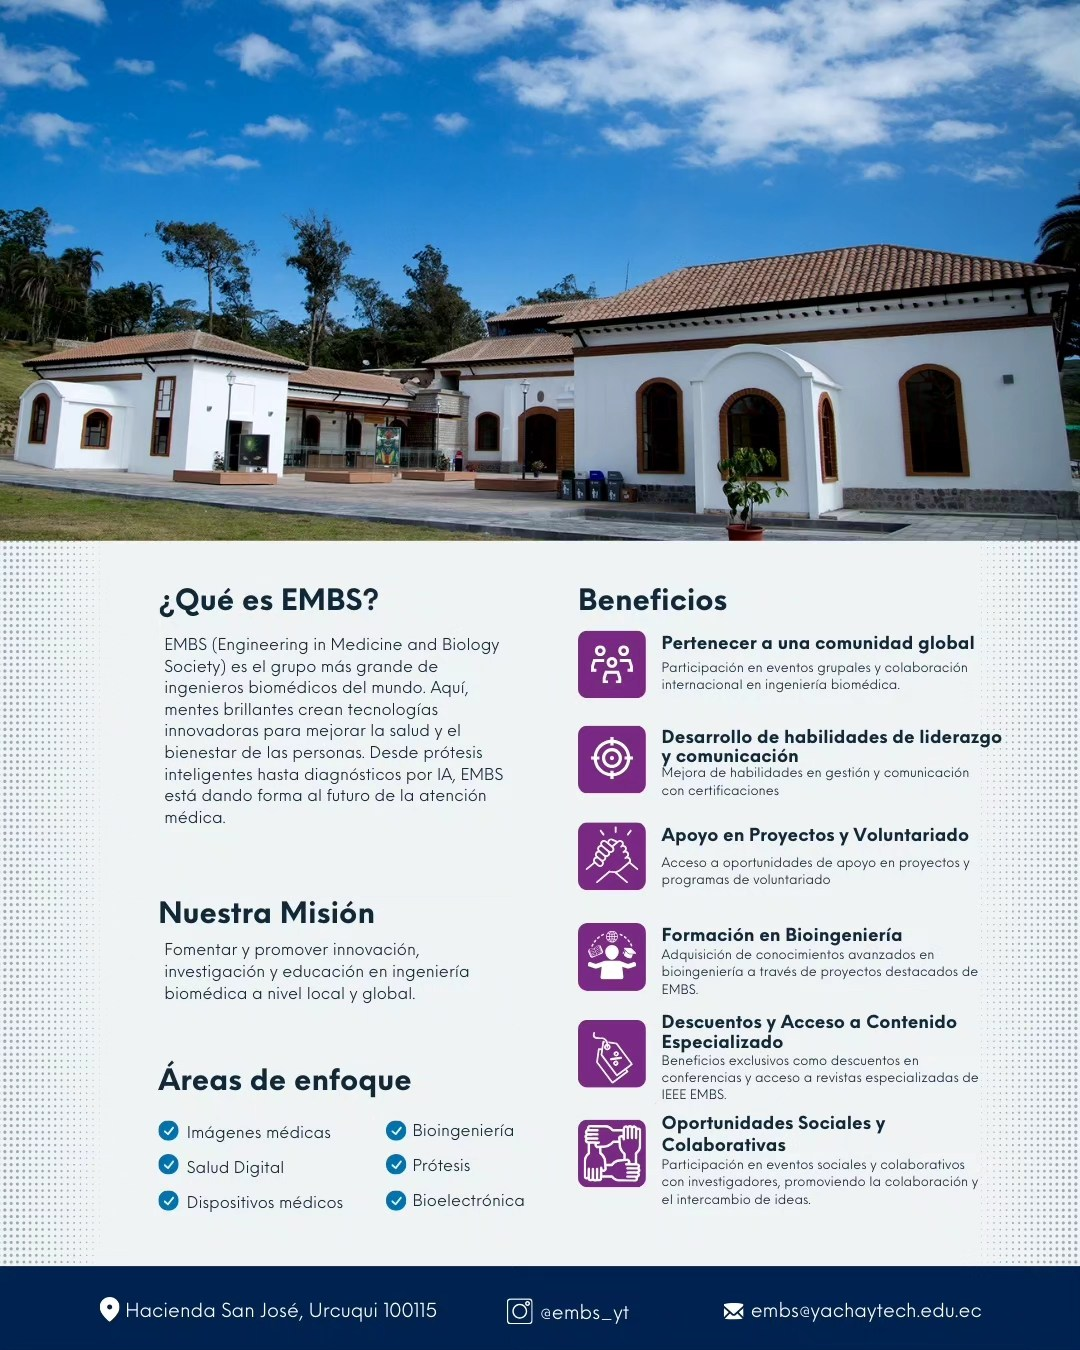 ¿Qué es EMBS?
EMBS (Engineering in Medicine and Biology
Society) es el grupo más grande de
ingenieros biomédicos del mundo. Aquí,
mentes brillantes crean tecnologías
innovadoras para mejorar la salud y el
bienestar de las personas. Desde prótesis
inteligentes hasta diagnósticos por IA, EMBS
está dando forma al futuro de la atención
médica.
Nuestra Misión
Fomentar y promover innovación,
investigación y educación en ingeniería
biomédica a nivel local y global.
Áreas de enfoque
Imágenes médicas
Salud Digital
Dispositivos médicos
Bioingeniería
Prótesis
Bioelectrónica
Beneficios
Pertenecer a una comunidad global
Participación en eventos grupales y colaboración
internacional en ingeniería biomédica.
Desarrollo de habilidades de liderazgo
y comunicación
Mejora de habilidades en gestión y comunicación
con certificaciones
Apoyo en Proyectos y Voluntariado
Acceso a oportunidades de apoyo en proyectos y
programas de voluntariado
Formación en Bioingeniería
Adquisición de conocimientos avanzados en
bioingeniería a través de proyectos destacados de
EMBS.
Descuentos y Acceso a Contenido
Especializado
Beneficios exclusivos como descuentos en
conferencias y acceso a revistas especializadas de
IEEE EMBS.
Oportunidades Sociales y
Colaborativas
Participación en eventos sociales y colaborativos
con investigadores, promoviendo la colaboración y
el intercambio de ideas.
Hacienda San José, Urcuqui 100115
@embs_yt
embs@yachaytech.edu.ec